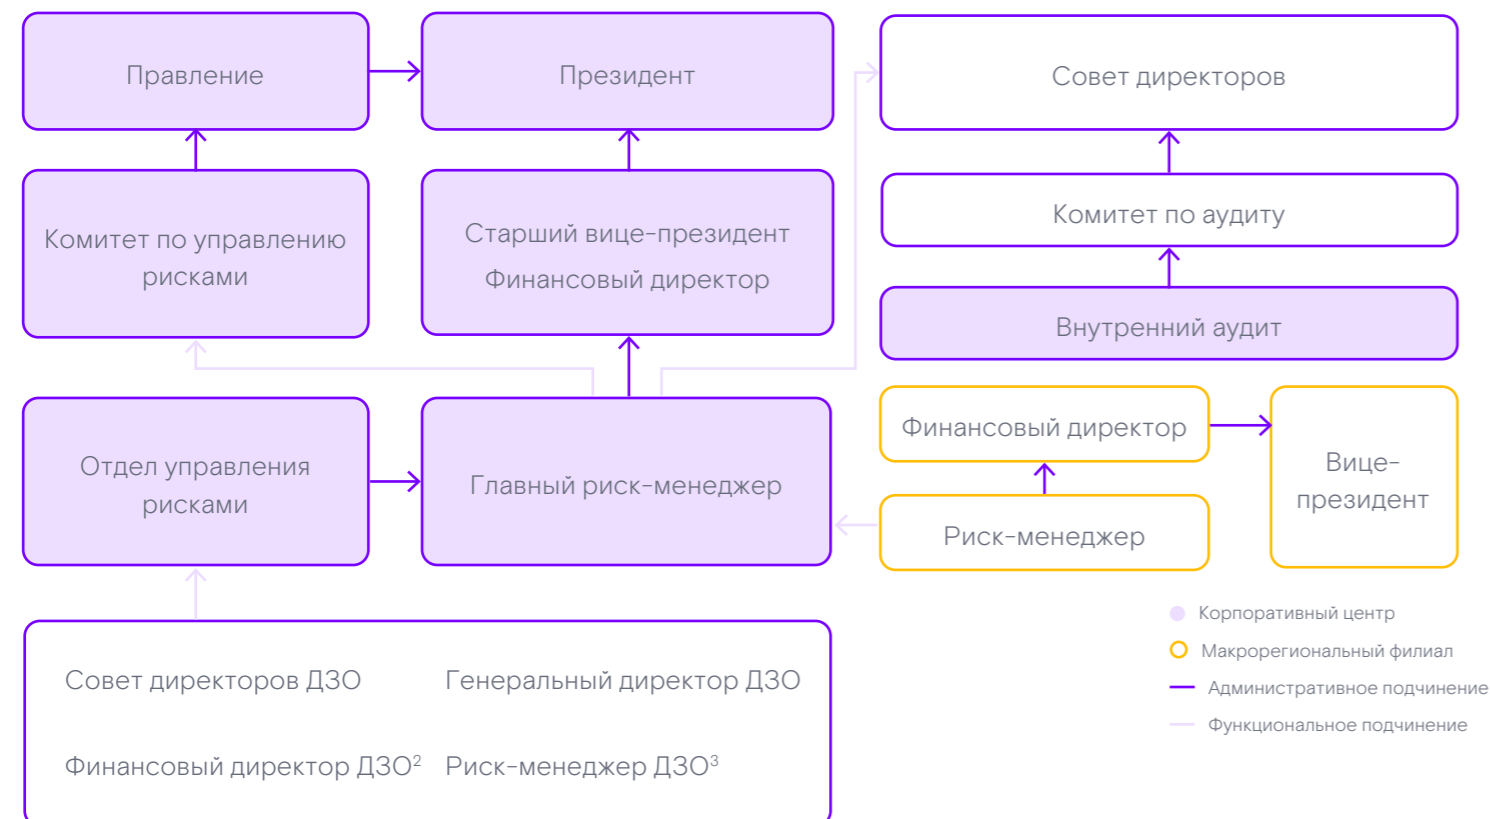 Правление
Президент
Совет директоров
Комитет по управлению
рисками
Старший вице-президент
Финансовый директор
Комитет по аудиту
Внутренний аудит
Отдел управления
рисками
Главный риск-менеджер
Финансовый директор
Риск-менеджер
Вице-
президент
Совет директоров ДЗО
Генеральный директор ДЗО
Финансовый директор ДЗО²
Риск-менеджер ДЗО³
Корпоративный центр
Макрорегиональный филиал
Административное подчинение
Функциональное подчинение